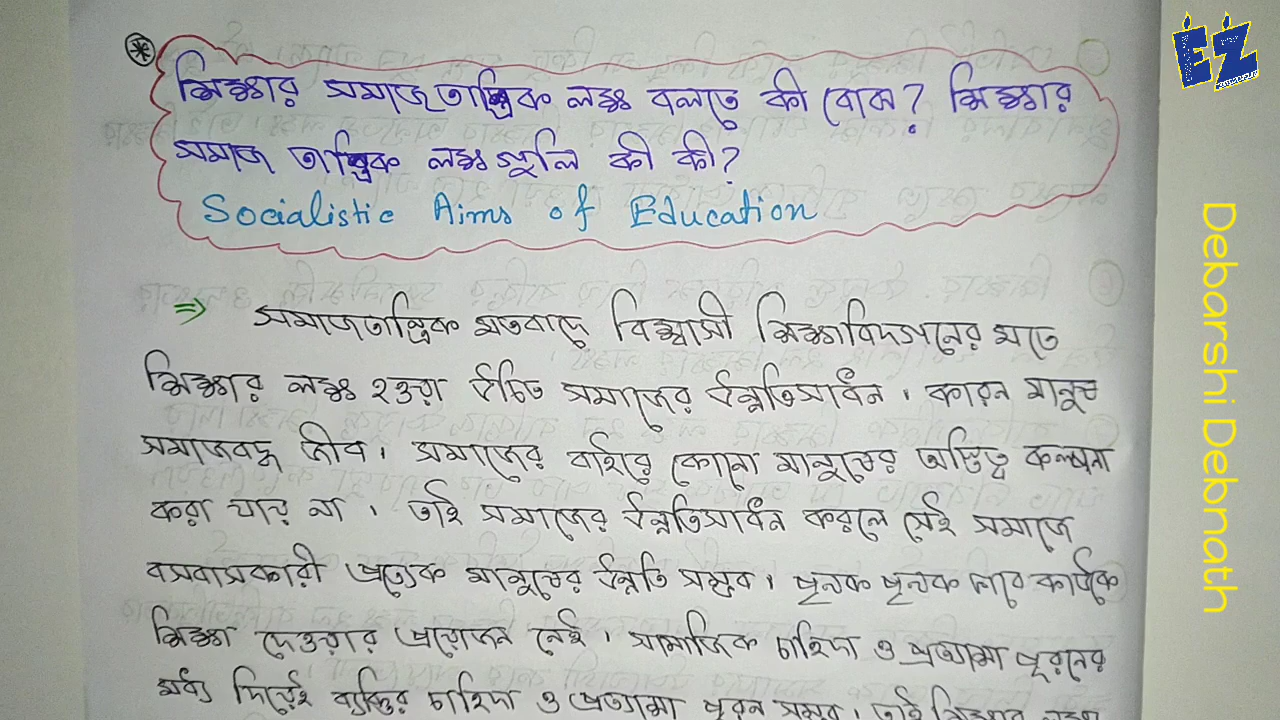 শিক্ষার সমাজতান্ত্রিক লক্ষ্য বলতে কী বোঝ? শিক্ষার
সমাজ তান্ত্রিক লক্ষ্য গুলি কী কী?
Socialistic Aims of Education
⇒ সমাজতান্ত্রিক মতবাদে বিশ্বাসী শিক্ষাবিদগনের মতে
শিক্ষার লক্ষ্য হওয়া উচিত সমাজের উন্নতিসাধন। কারন মানুষ
সমাজবদ্ধ জীব। সমাজের বাইরে কোনো মানুষের অস্তিত্ব কল্পনা
করা যায় না। তাই সমাজের উন্নতিসাধন করলে সেই সমাজে
বসবাসকারী প্রত্যেক মানুষের উন্নতি সম্ভব। পৃথক পৃথক ভাবে কাউকে
শিক্ষা দেওয়ার প্রয়োজন নেই। সামাজিক চাহিদা ও প্রত্যাশা পূরনের
মধ্য দিয়েই ব্যক্তির চাহিদা ও প্রত্যাশা পূরন সম্ভব। তাই শিক্ষার
EZ
Debarshi Debnath